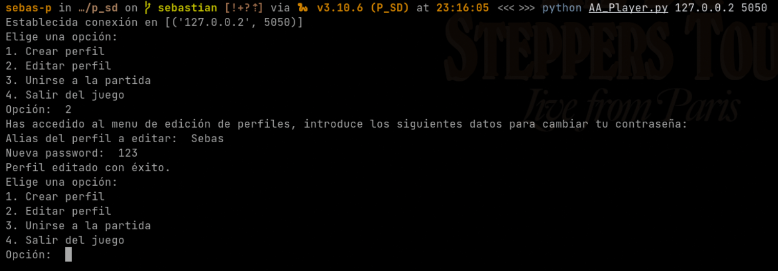 sebas-p in …/p_sd on sebastian [!+?⇡] via v3.10.6 (P_SD) at 23:16:05 <<< >>> python AA_Player.py 127.0.0.2 5050
Establecida conexión en [('127.0.0.2', 5050)]
Elige una opción:
1. Crear perfil
2. Editar perfil
3. Unirse a la partida
4. Salir del juego
Opción:  2
Has accedido al menu de edición de perfiles, introduce los siguientes datos para cambiar tu contraseña:
Alias del perfil a editar:  Sebas
Nueva password:  123
Perfil editado con éxito.
Elige una opción:
1. Crear perfil
2. Editar perfil
3. Unirse a la partida
4. Salir del juego
Opción:
STEPPERS TOU
Live from Paris